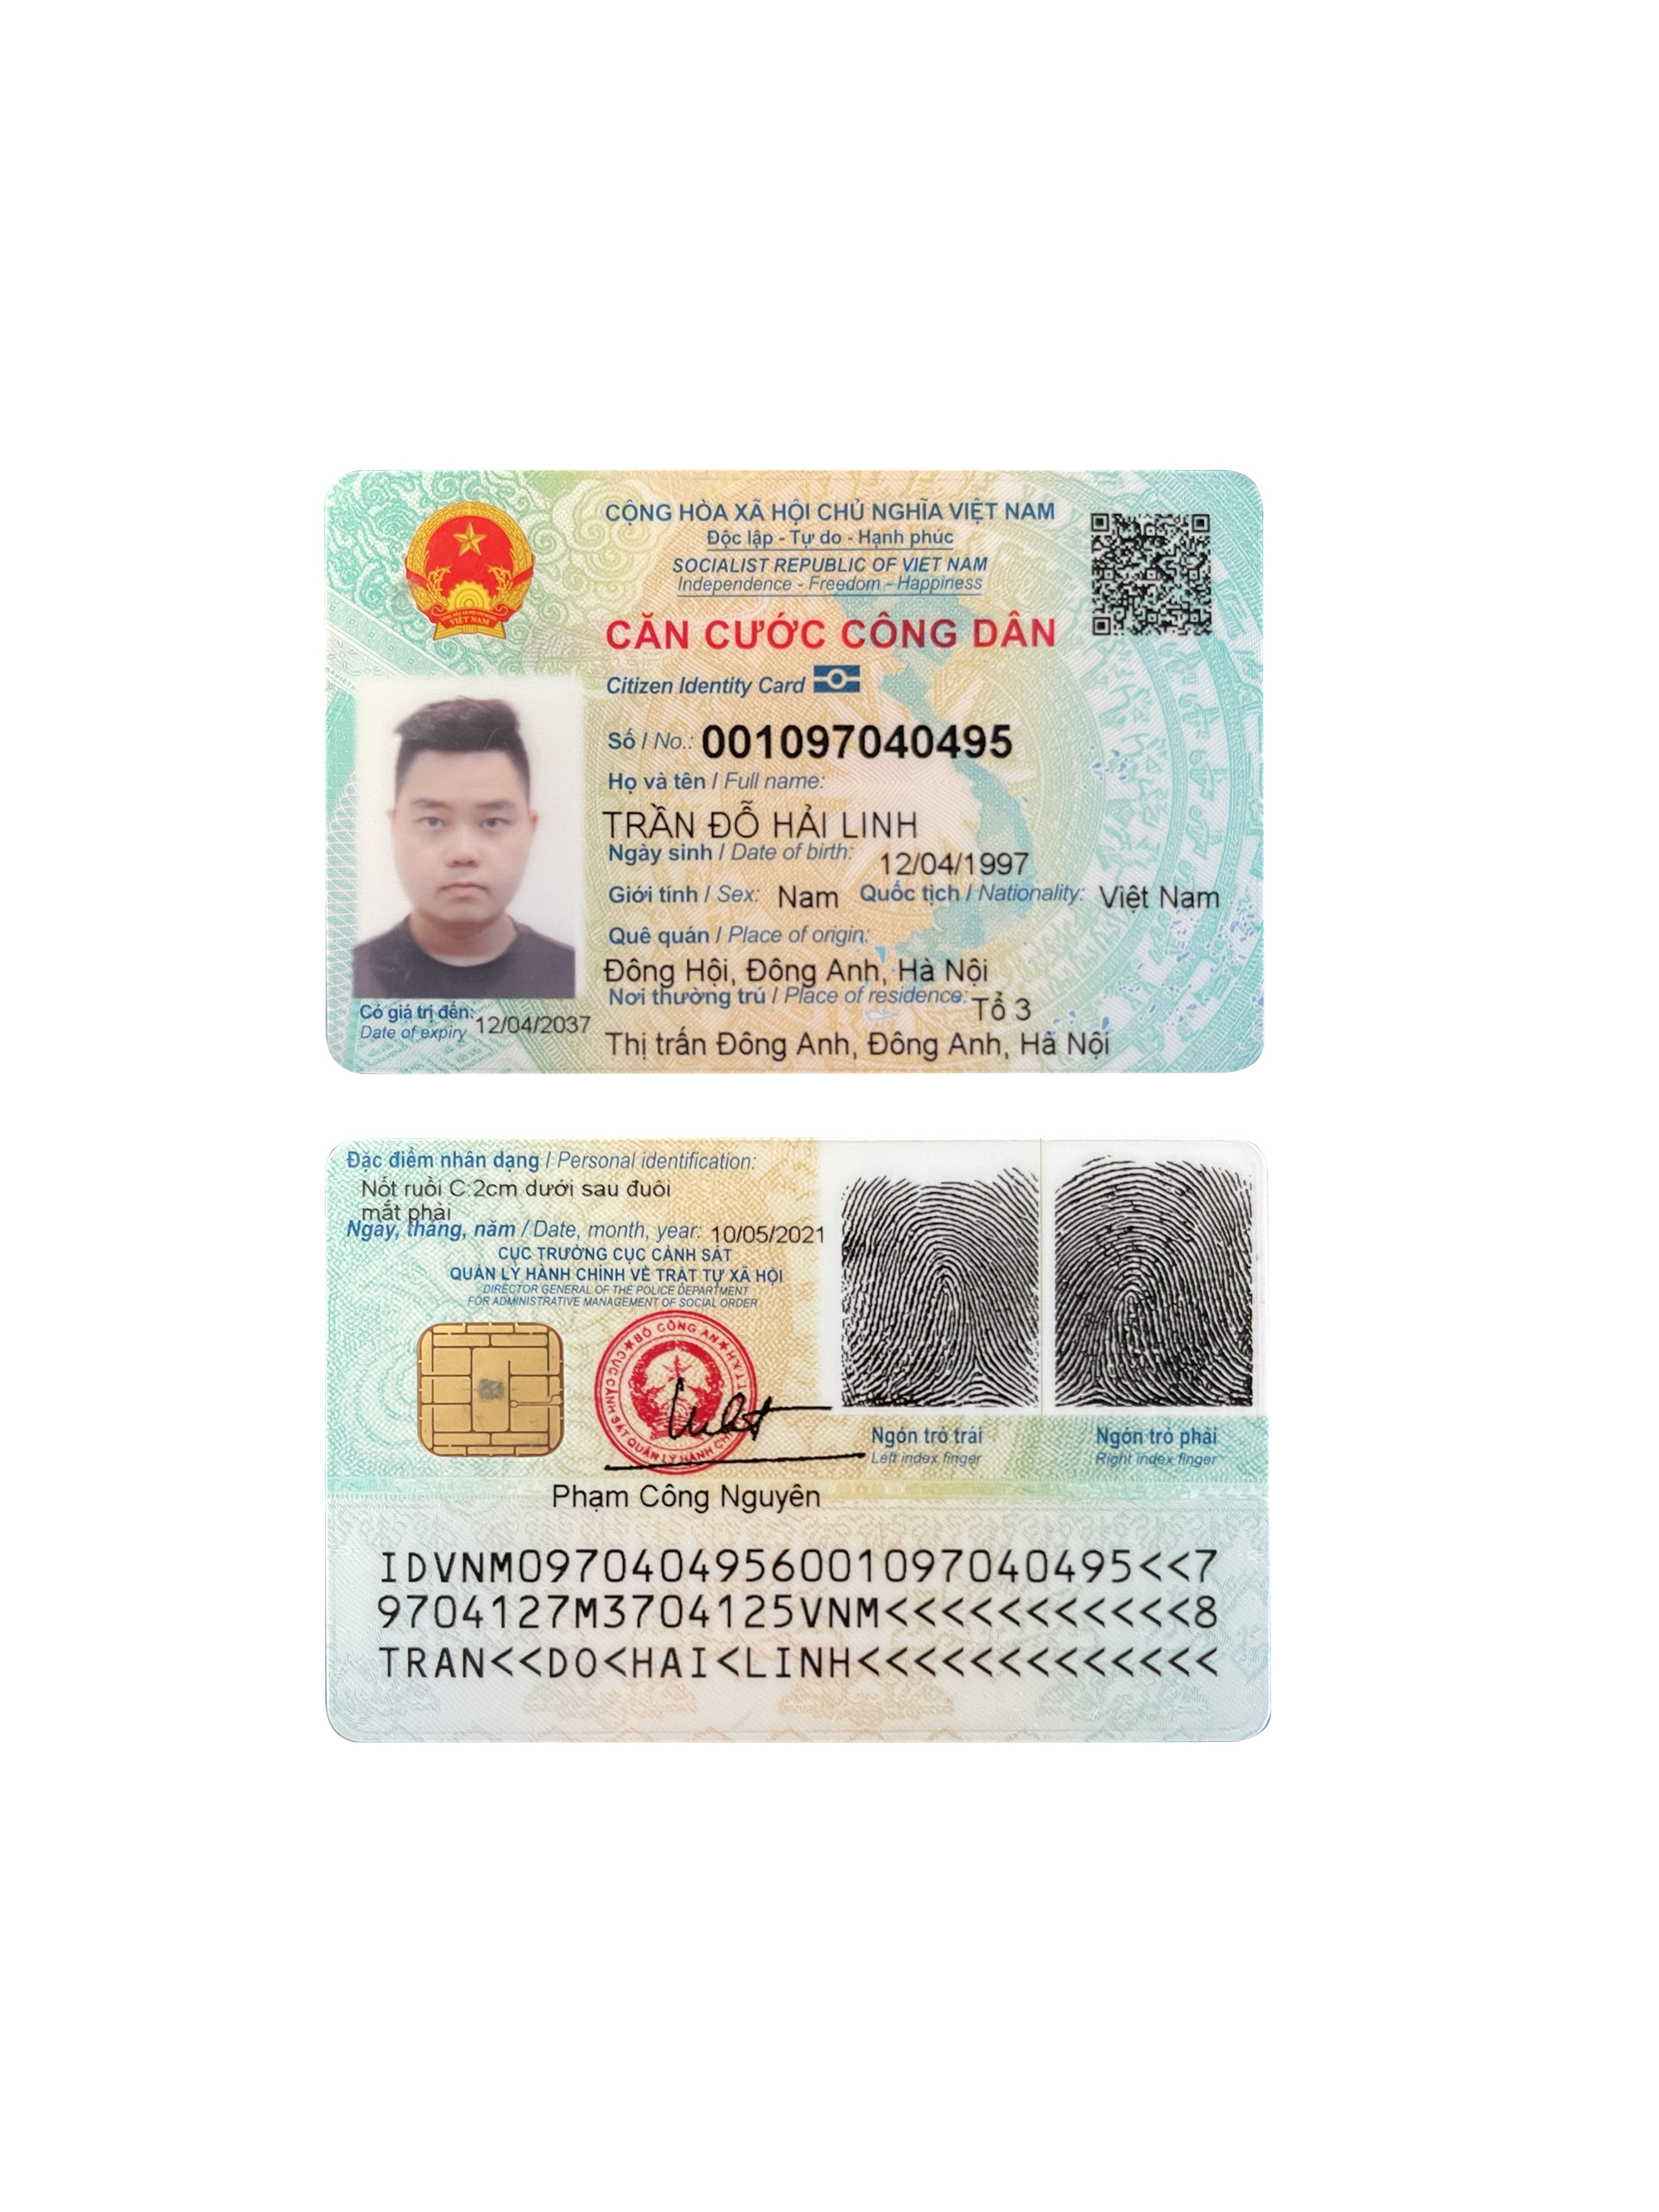 CỘNG HÒA XÃ HỘI CHỦ NGHĨA VIỆT NAM
Độc lập - Tự do - Hạnh phúc
SOCIALIST REPUBLIC OF VIET NAM
Independence - Freedom - Happiness
CĂN CƯỚC CÔNG DÂN
Citizen Identity Card
VIỆT NAM
Số / No.: 001097040495
Họ và tên / Full name:
TRẦN ĐỖ HẢI LINH
Ngày sinh / Date of birth: 12/04/1997
Giới tính / Sex: Nam Quốc tịch / Nationality: Việt Nam
Quê quán / Place of origin:
Đông Hội, Đông Anh, Hà Nội
Nơi thường trú / Place of residence: Tổ 3
Thị trấn Đông Anh, Đông Anh, Hã Nội
Có giá trị đến: 12/04/2037
Date of expiry
Đặc điểm nhân dạng / Personal identification:
Nốt ruồi C:2cm dưới sau đuôi
mắt phải
Ngày, tháng, năm / Date, month, year: 10/05/2021
CỤC TRƯỞNG CỤC CẢNH SÁT
QUẢN LÝ HÀNH CHÍNH VỀ TRẬT TỰ XÃ HỘI
DIRECTOR GENERAL OF THE POLICE DEPARTMENT
FOR ADMINISTRATIVE MANAGEMENT OF SOCIAL ORDER
BỘ CÔNG AN
CỤC CẢNH SÁT QUẢN LÝ HÀNH CHÍNH
Ngón trỏ trái
Left index finger
Ngón trỏ phải
Right index finger
Phạm Công Nguyên
IDVNM0970404956001097040495<<7
9704127M3704125VNM<<<<<<<<<<<8
TRAN<<DO<HAI<LINH<<<<<<<<<<<<<